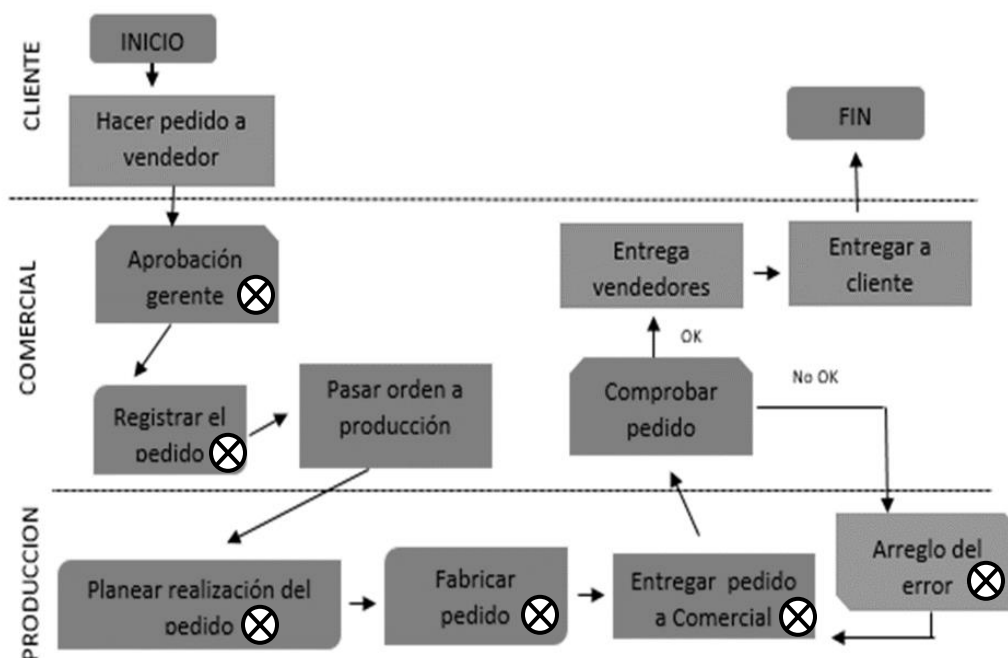 CLIENTE
INICIO
Hacer pedido a
vendedor
FIN
COMERCIAL
Aprobación
gerente
Registrar el
pedido
Pasar orden a
producción
Entrega
vendedores
Entregar a
cliente
OK
Comprobar
pedido
No OK
PRODUCCION
Planear realización del
pedido
Fabricar
pedido
Entregar pedido
a Comercial
Arreglo del
error